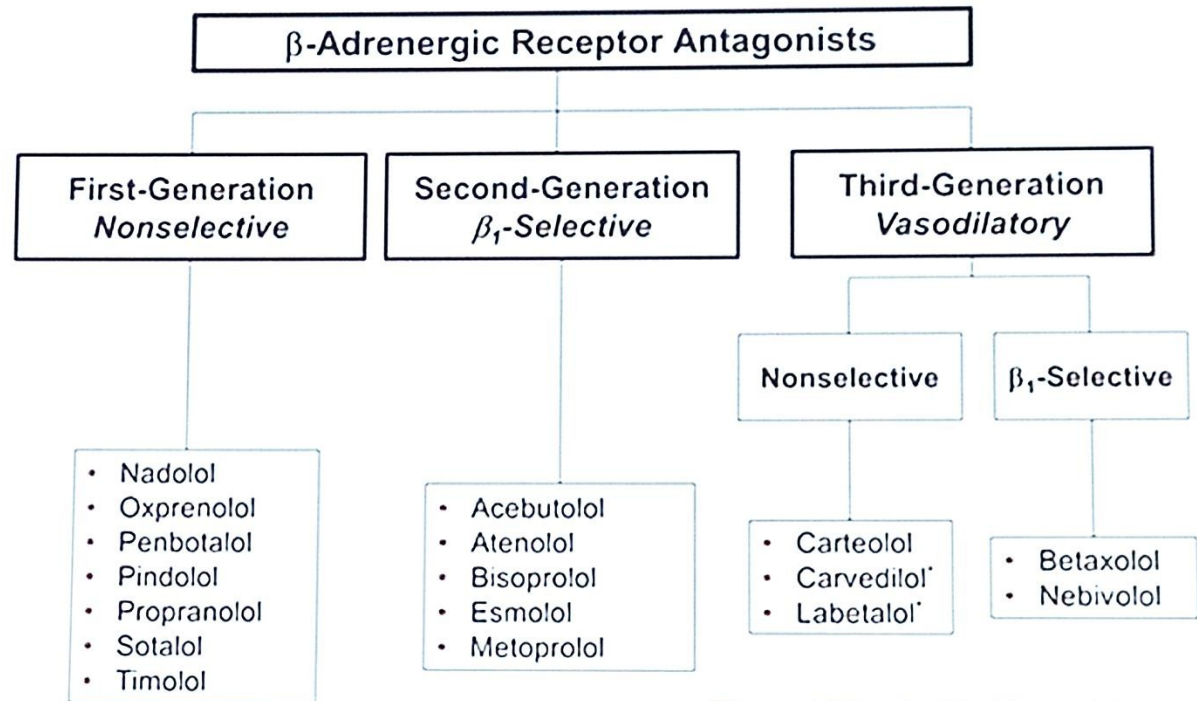 β-Adrenergic Receptor Antagonists
First-Generation
Nonselective
Second-Generation
β₁-Selective
Third-Generation
Vasodilatory
Nonselective
β₁-Selective
• Nadolol
• Oxprenolol
• Penbotalol
• Pindolol
• Propranolol
• Sotalol
• Timolol
• Acebutolol
• Atenolol
• Bisoprolol
• Esmolol
• Metoprolol
• Carteolol
• Carvedilol*
• Labetalol*
• Betaxolol
• Nebivolol